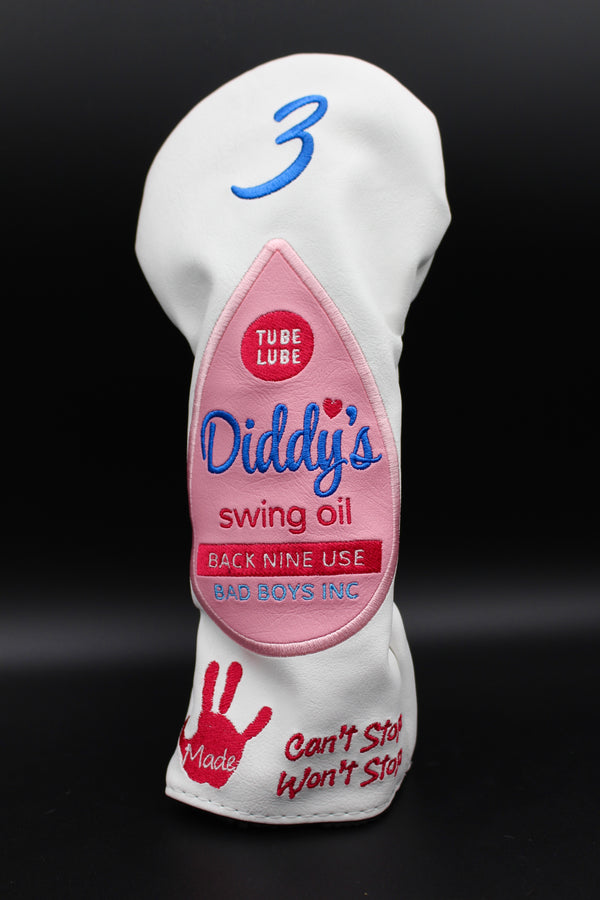 3
TUBE
LUBE
Diddy's
swing oil
BACK NINE USE
BAD BOYS INC
Made
Can't Stop
Won't Stop